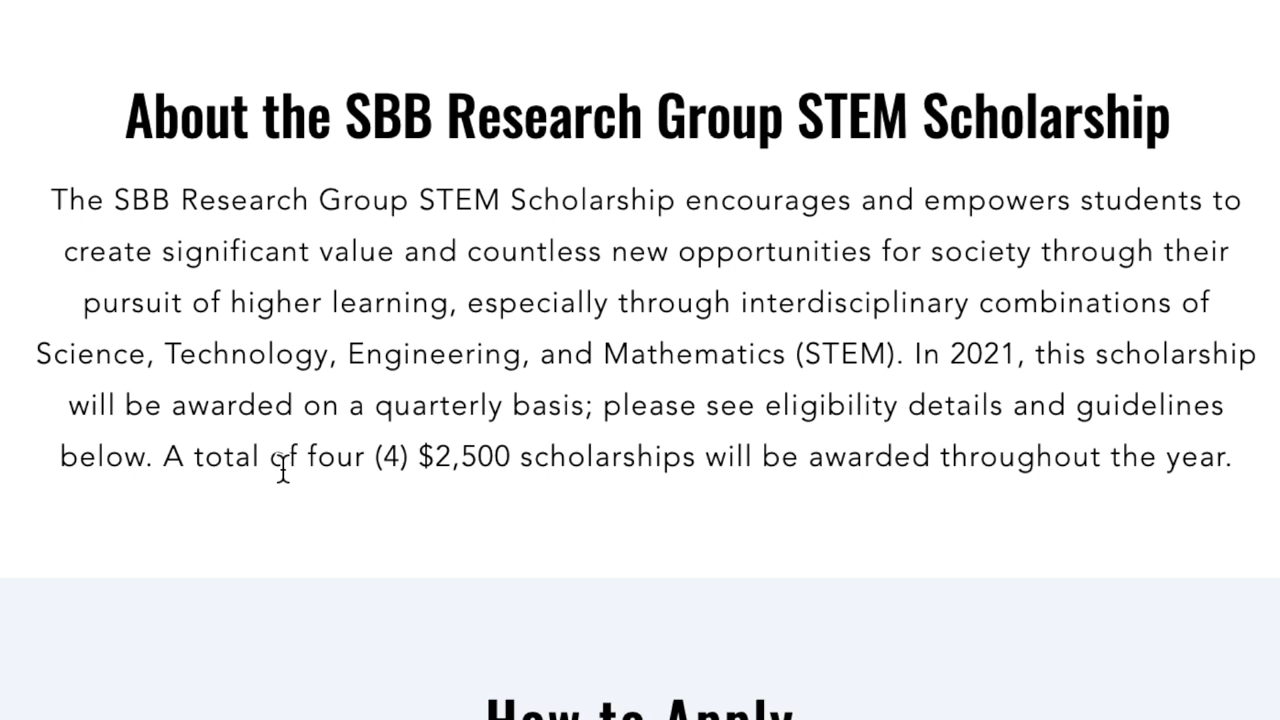 About the SBB Research Group STEM Scholarship
The SBB Research Group STEM Scholarship encourages and empowers students to
create significant value and countless new opportunities for society through their
pursuit of higher learning, especially through interdisciplinary combinations of
Science, Technology, Engineering, and Mathematics (STEM). In 2021, this scholarship
will be awarded on a quarterly basis; please see eligibility details and guidelines
below. A total of four (4) $2,500 scholarships will be awarded throughout the year.
How to Apply